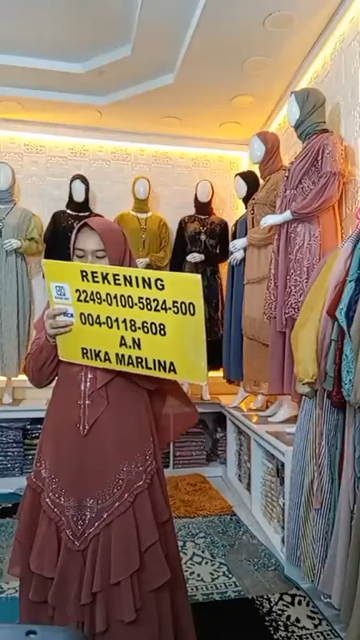 REKENING
2249-0100-5824-500
004-0118-608
A.N
RIKA MARLINA